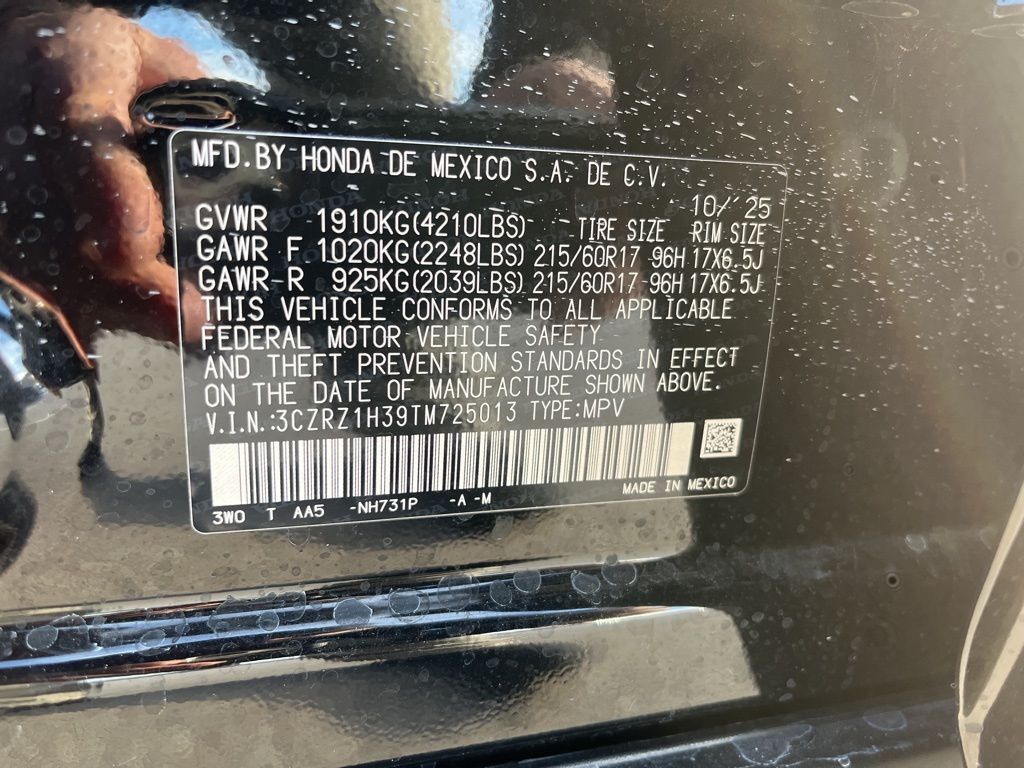 MFD.BY HONDA DE MEXICO S.A. DE C.V.
10/'25
GVWR 1910KG(4210LBS) TIRE SIZE RIM SIZE
GAWR F 1020KG(2248LBS) 215/60R17 96H 17X6.5J
GAWR-R 925KG(2039LBS) 215/60R17 96H 17X6.5J
THIS VEHICLE CONFORMS TO ALL APPLICABLE
FEDERAL MOTOR VEHICLE SAFETY
AND THEFT PREVENTION STANDARDS IN EFFECT
ON THE DATE OF MANUFACTURE SHOWN ABOVE.
V.I.N.:3CZRZ1H39TM725013 TYPE:MPV
MADE IN MEXICO
3W0 T AA5 -NH731P -A -M